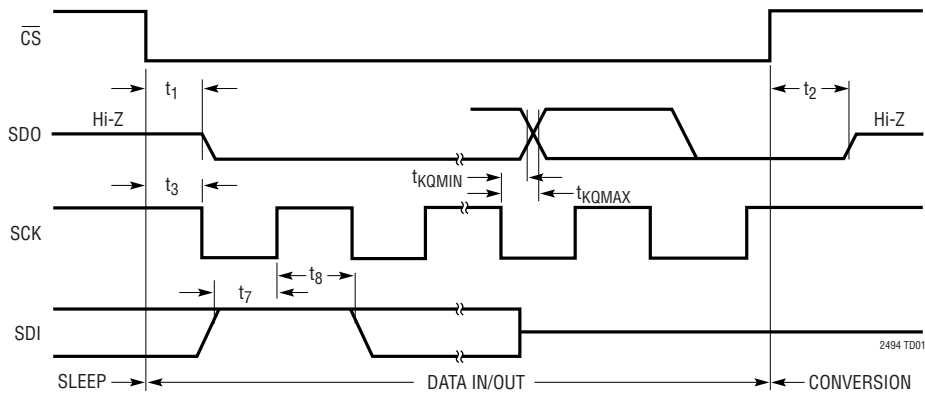 CS
t1
t2
Hi-Z
Hi-Z
SDO
tKQMIN
t3
tKQMAX
SCK
t8
t7
SDI
2494 TD01
SLEEP
DATA IN/OUT
CONVERSION